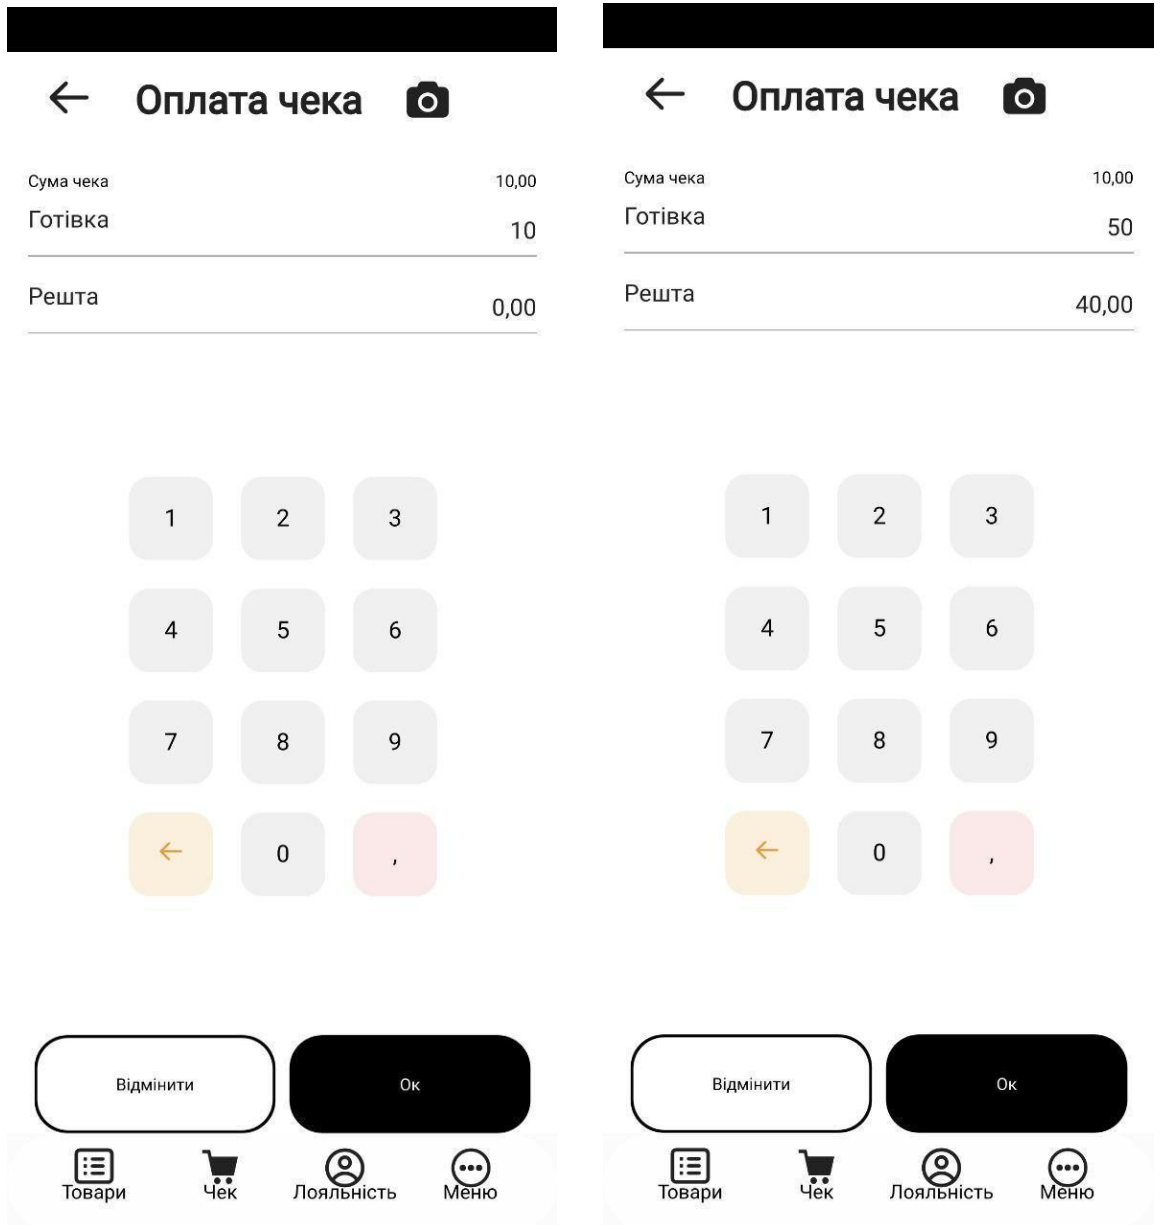 Оплата чека
Сума чека 10,00
Готівка 10
Решта 0,00
1 2 3
4 5 6
7 8 9
0 ,
Відмінити Ок
Товари Чек Лояльність Меню
Оплата чека
Сума чека 10,00
Готівка 50
Решта 40,00
1 2 3
4 5 6
7 8 9
0 ,
Відмінити Ок
Товари Чек Лояльність Меню